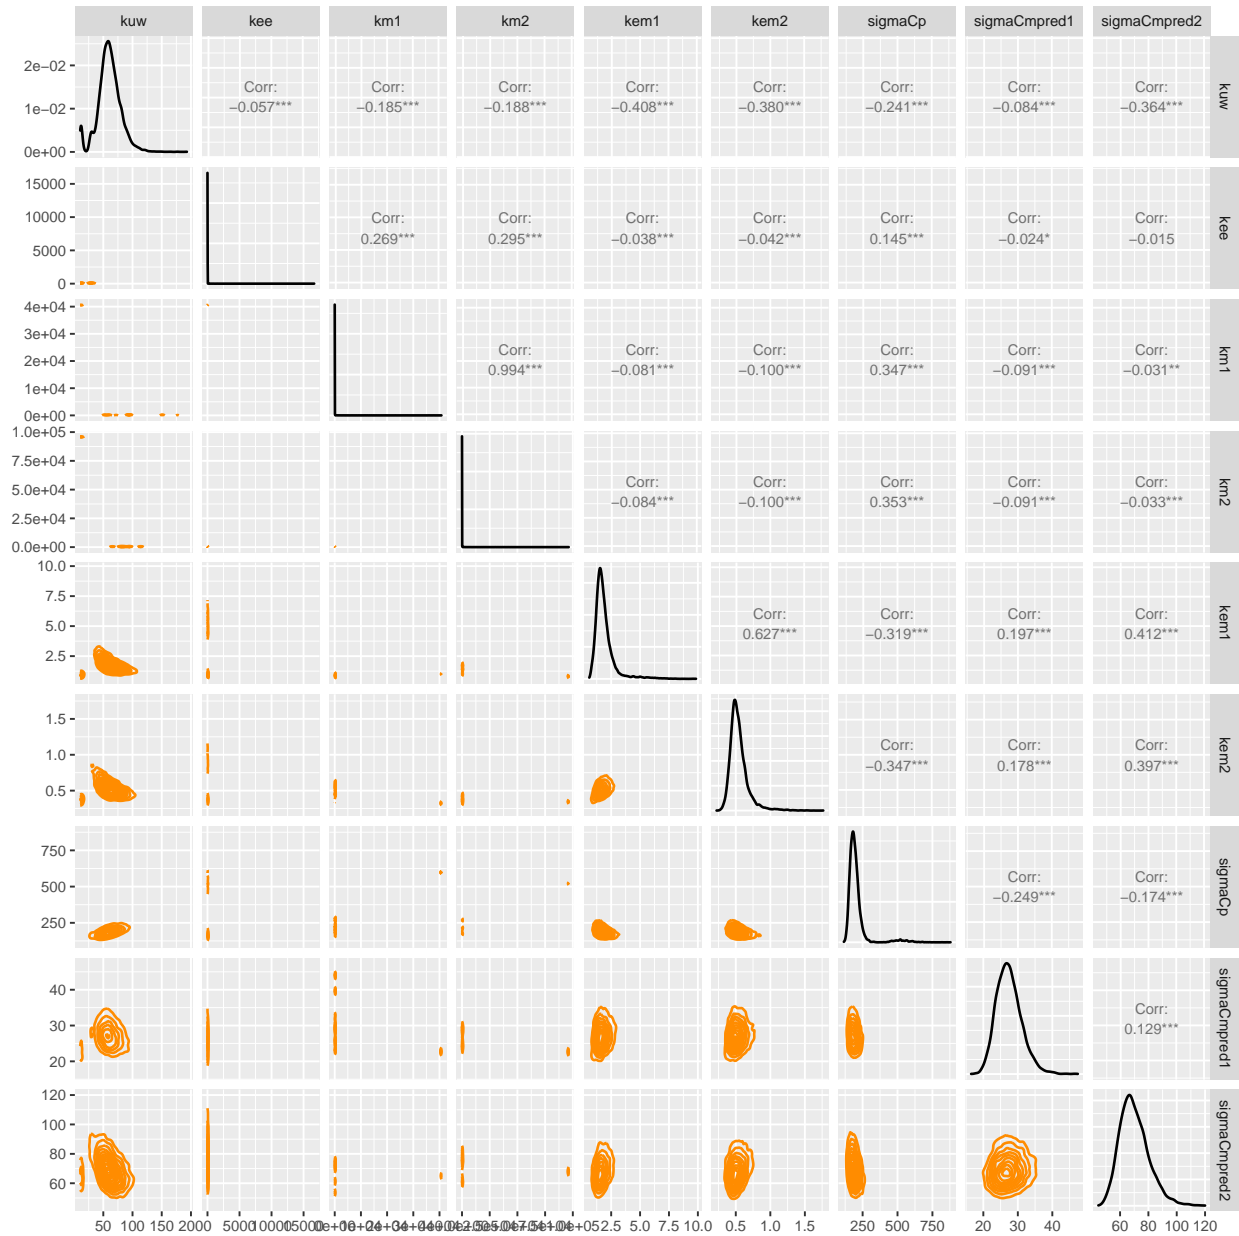 kuw kee km1 km2 kem1 kem2 sigmaCp sigmaCmpred1 sigmaCmpred2
2e−02
1e−02
0e+00
Corr: Corr: Corr: Corr: Corr: Corr: Corr: Corr:
−0.057*** −0.185*** −0.188*** −0.408*** −0.380*** −0.241*** −0.084*** −0.364***
kuw
15000
10000
5000
0
Corr: Corr: Corr: Corr: Corr: Corr: Corr:
0.269*** 0.295*** −0.038*** −0.042*** 0.145*** −0.024* −0.015
kee
4e+04
3e+04
2e+04
1e+04
0e+00
Corr: Corr: Corr: Corr: Corr: Corr:
0.994*** −0.081*** −0.100*** 0.347*** −0.091*** −0.031**
km1
1.0e+05
7.5e+04
5.0e+04
2.5e+04
0.0e+00
Corr: Corr: Corr: Corr: Corr:
−0.084*** −0.100*** 0.353*** −0.091*** −0.033***
km2
10.0
7.5
5.0
2.5
Corr: Corr: Corr: Corr:
0.627*** −0.319*** 0.197*** 0.412***
kem1
1.5
1.0
0.5
Corr: Corr: Corr:
−0.347*** 0.178*** 0.397***
kem2
750
500
250
Corr: Corr:
−0.249*** −0.174***
sigmaCp
40
30
20
Corr:
0.129***
sigmaCmpred1
120
100
80
60
sigmaCmpred2
50 100 150 200 0 5000 10000 15000 2.5 5.0 7.5 10.0 0.5 1.0 1.5 250 500 750 20 30 40 60 80 100 120